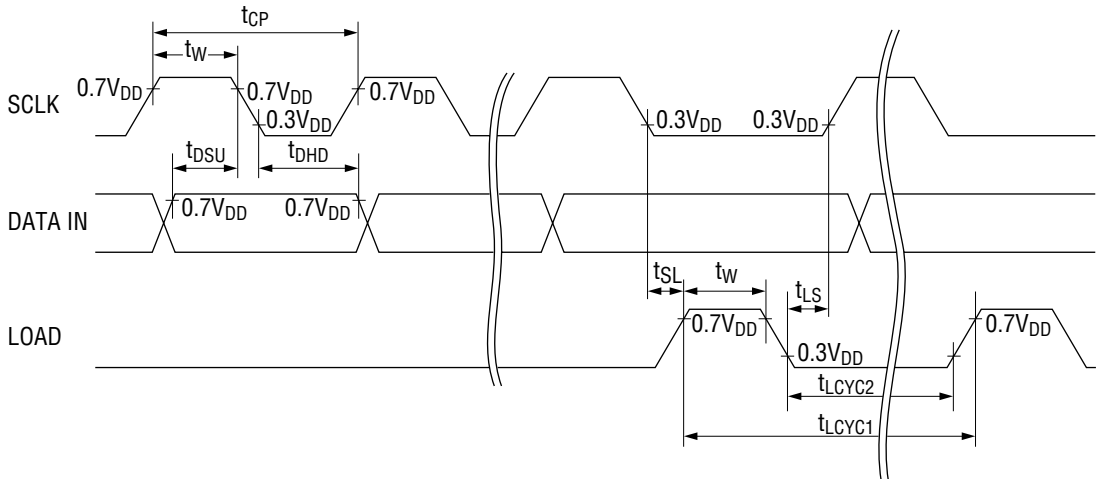 tCP
tW
0.7VDD 0.7VDD 0.7VDD
SCLK
0.3VDD 0.3VDD 0.3VDD
tDSU tDHD
0.7VDD 0.7VDD
DATA IN
tSL tW tLS
0.7VDD 0.7VDD
LOAD
0.3VDD
tLCYC2
tLCYC1